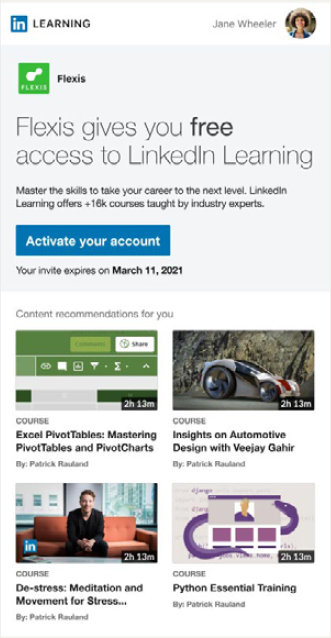 in LEARNING
Jane Wheeler
FLEXIS
Flexis
Flexis gives you free
access to LinkedIn Learning
Master the skills to take your career to the next level. LinkedIn
Learning offers +16k courses taught by industry experts.
Activate your account
Your invite expires on March 11, 2021
Content recommendations for you
Comments
Share
2h 13m
2h 13m
COURSE
COURSE
Excel PivotTables: Mastering
PivotTables and PivotCharts
Insights on Automotive
Design with Veejay Gahir
By: Patrick Rauland
By: Patrick Rauland
in
2h 13m
django
2h 13m
COURSE
COURSE
De-stress: Meditation and
Movement for Stress...
Python Essential Training
By: Patrick Rauland
By: Patrick Rauland